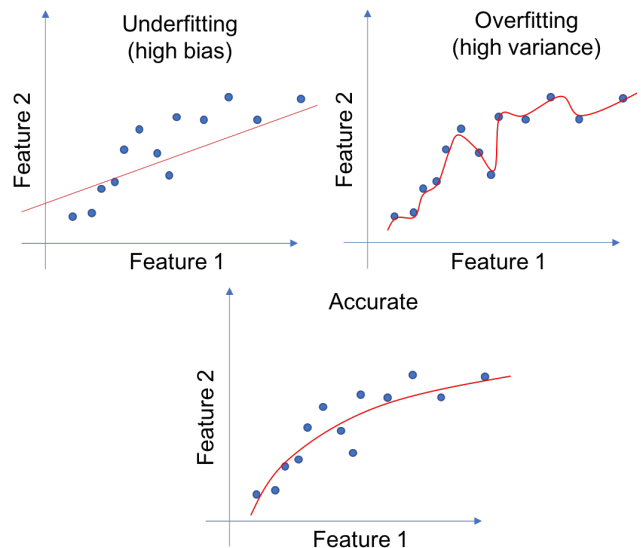 Underfitting
(high bias)
Feature 2
Feature 1
Overfitting
(high variance)
Feature 2
Feature 1
Accurate
Feature 2
Feature 1